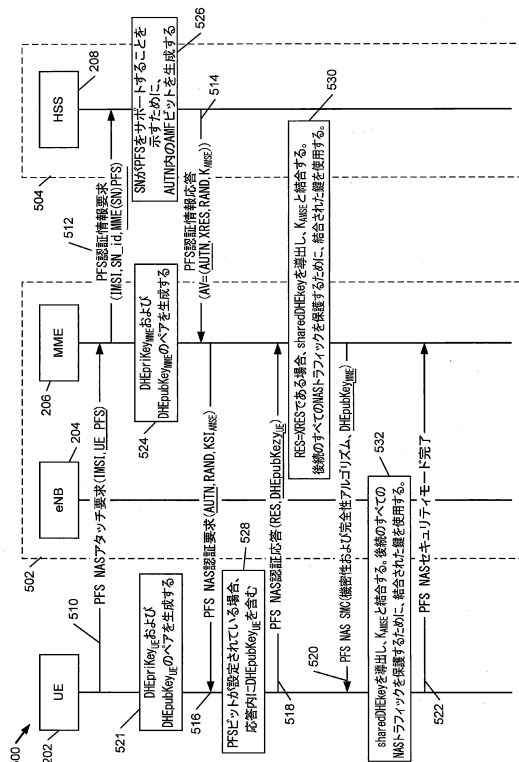 500
UE
202
eNB
204
MME
206
HSS
208
502
504
510
PFS NASアタッチ要求(IMSI,UE_PFS)
512
PFS認証情報要求
(IMSI,SN_id,MME(SN)PFS)
DHEpriKeyUEおよび
DHEpubKeyUEのペアを生成する
521
DHEpriKeyMMEおよび
DHEpubKeyMMEのペアを生成する
524
SNがPFSをサポートすることを
示すために、
AUTN内のAMFビットを生成する
526
PFS認証情報応答
(AV=(AUTN,XRES,RAND,KAMSE))
514
516
PFS NAS認証要求(AUTN,RAND,KSIAMSE)
PFSビットが設定されている場合、
応答内にDHEpubKeyUEを含む
528
518
PFS NAS認証応答(RES,DHEpubKezyUE)
RES=XRESである場合、sharedDHEkeyを導出し、KAMSEと結合する。
後続のすべてのNASトラフィックを保護するために、結合された鍵を使用する。
530
520
PFS NAS SMC(機密性および完全性アルゴリズム、DHEpubKeyMME)
sharedDHEkeyを導出し、KAMSEと結合する。後続のすべての
NASトラフィックを保護するために、結合された鍵を使用する。
532
522
PFS NASセキュリティモード完了